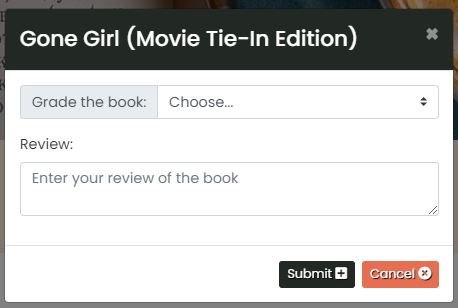 Gone Girl (Movie Tie-In Edition)
Grade the book: Choose...
Review:
Enter your review of the book
Submit
Cancel